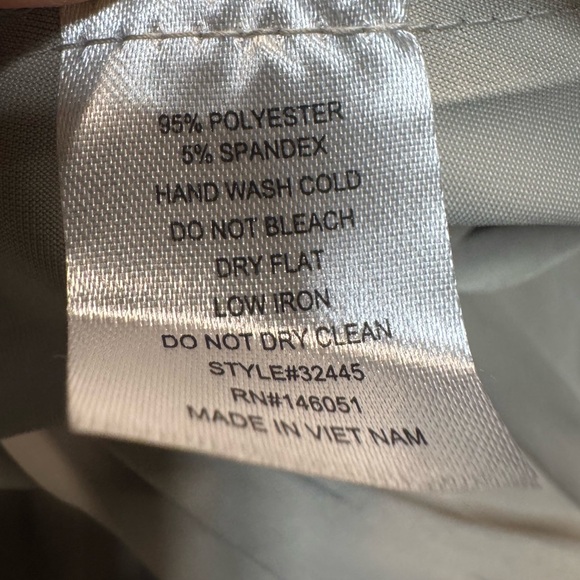 95% POLYESTER
5% SPANDEX
HAND WASH COLD
DO NOT BLEACH
DRY FLAT
LOW IRON
DO NOT DRY CLEAN
STYLE#32445
RN#146051
MADE IN VIET NAM